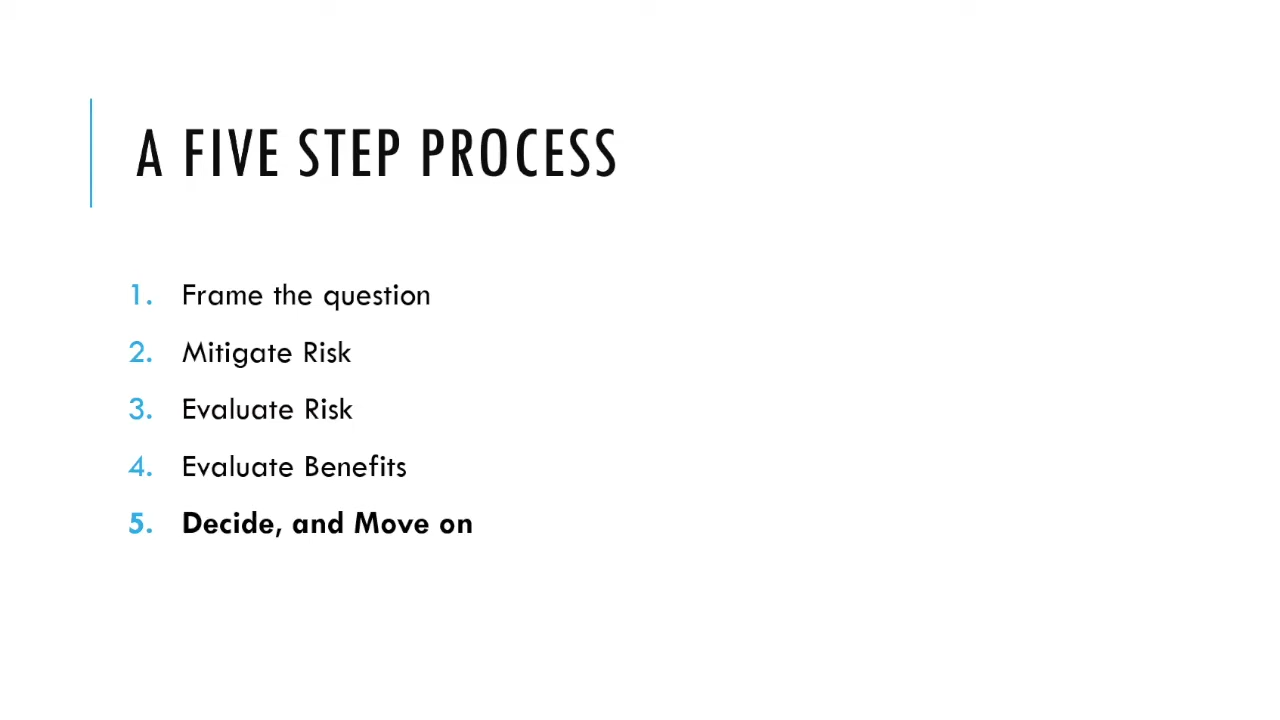 A FIVE STEP PROCESS
1. Frame the question
2. Mitigate Risk
3. Evaluate Risk
4. Evaluate Benefits
5. Decide, and Move on